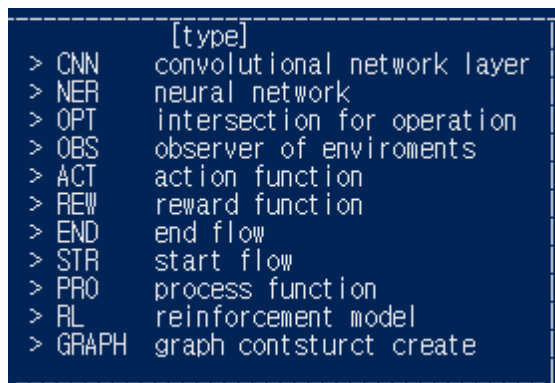 [type]
> CNN convolutional network layer
> NER neural network
> OPT intersection for operation
> OBS observer of enviroments
> ACT action function
> REW reward function
> END end flow
> STR start flow
> PRO process function
> RL reinforcement model
> GRAPH graph contsturct create